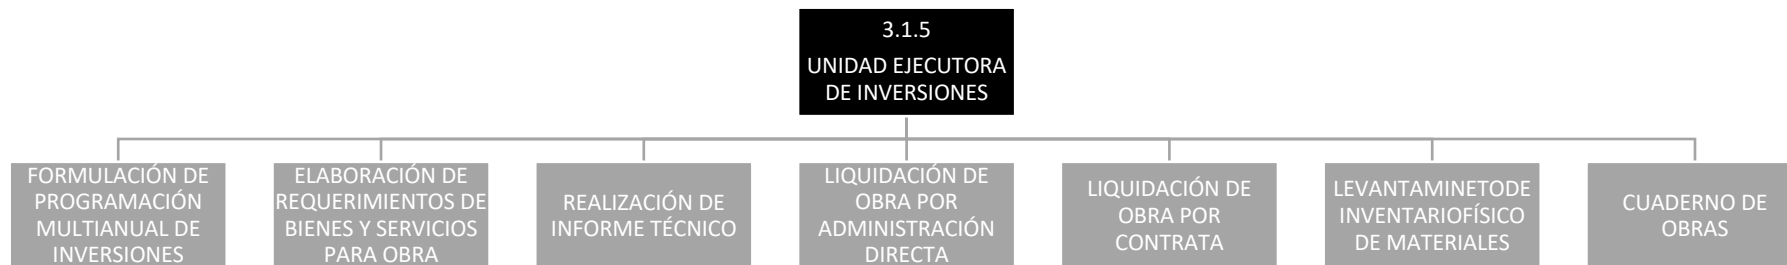 3.1.5
UNIDAD EJECUTORA
DE INVERSIONES
FORMULACIÓN DE
PROGRAMACIÓN
MULTIANUAL DE
INVERSIONES
ELABORACIÓN DE
REQUERIMIENTOS DE
BIENES Y SERVICIOS
PARA OBRA
REALIZACIÓN DE
INFORME TÉCNICO
LIQUIDACIÓN DE
OBRA POR
ADMINISTRACIÓN
DIRECTA
LIQUIDACIÓN DE
OBRA POR
CONTRATA
LEVANTAMINETODE
INVENTARIOFÍSICO
DE MATERIALES
CUADERNO DE
OBRAS